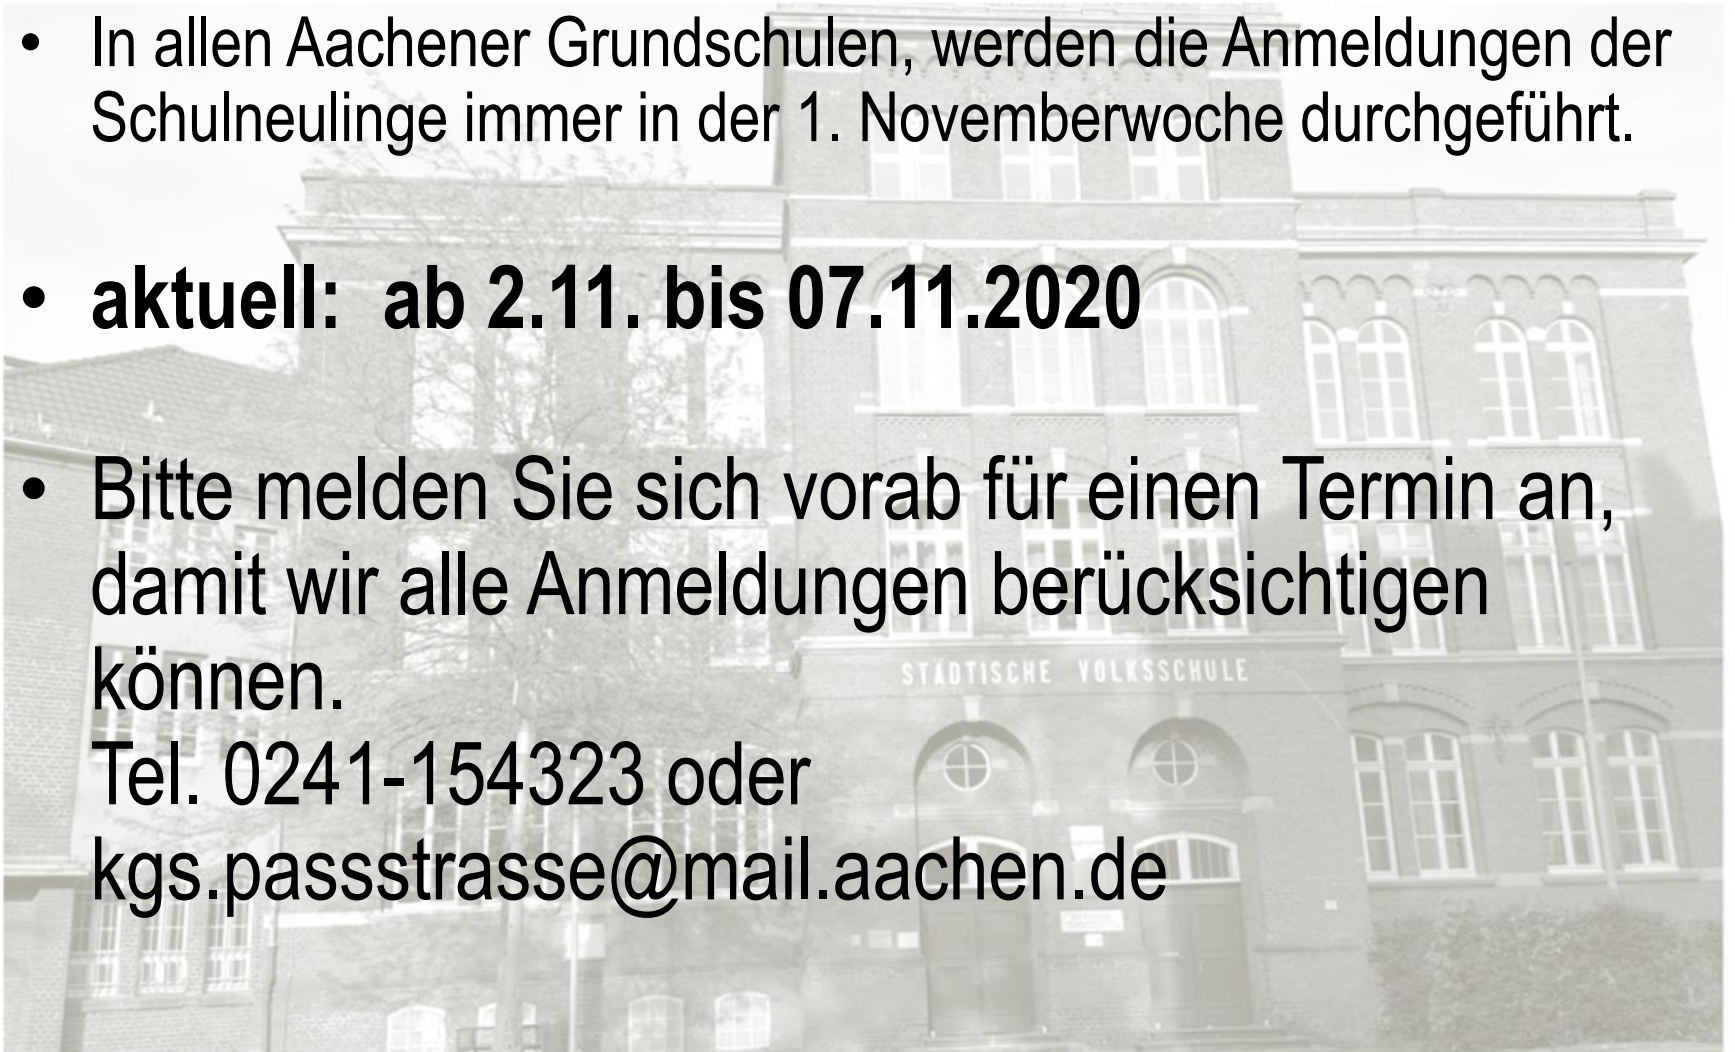 • In allen Aachener Grundschulen, werden die Anmeldungen der
Schulneulinge immer in der 1. Novemberwoche durchgeführt.
• aktuell:  ab 2.11. bis 07.11.2020
• Bitte melden Sie sich vorab für einen Termin an,
damit wir alle Anmeldungen berücksichtigen
können.
STÄDTISCHE VOLKSSCHULE
Tel. 0241-154323 oder
kgs.passstrasse@mail.aachen.de